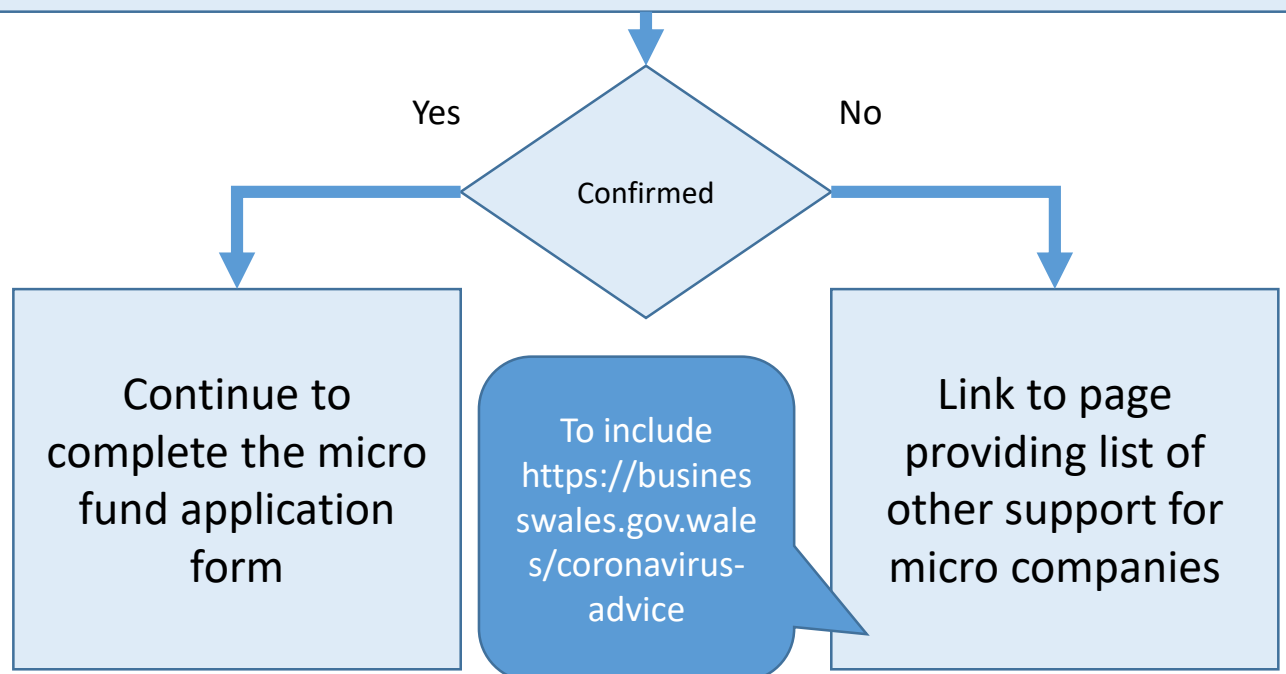 Yes
No
Confirmed
Continue to
complete the micro
fund application
form
To include
https://busines
swales.gov.wale
s/coronavirus-
advice
Link to page
providing list of
other support for
micro companies